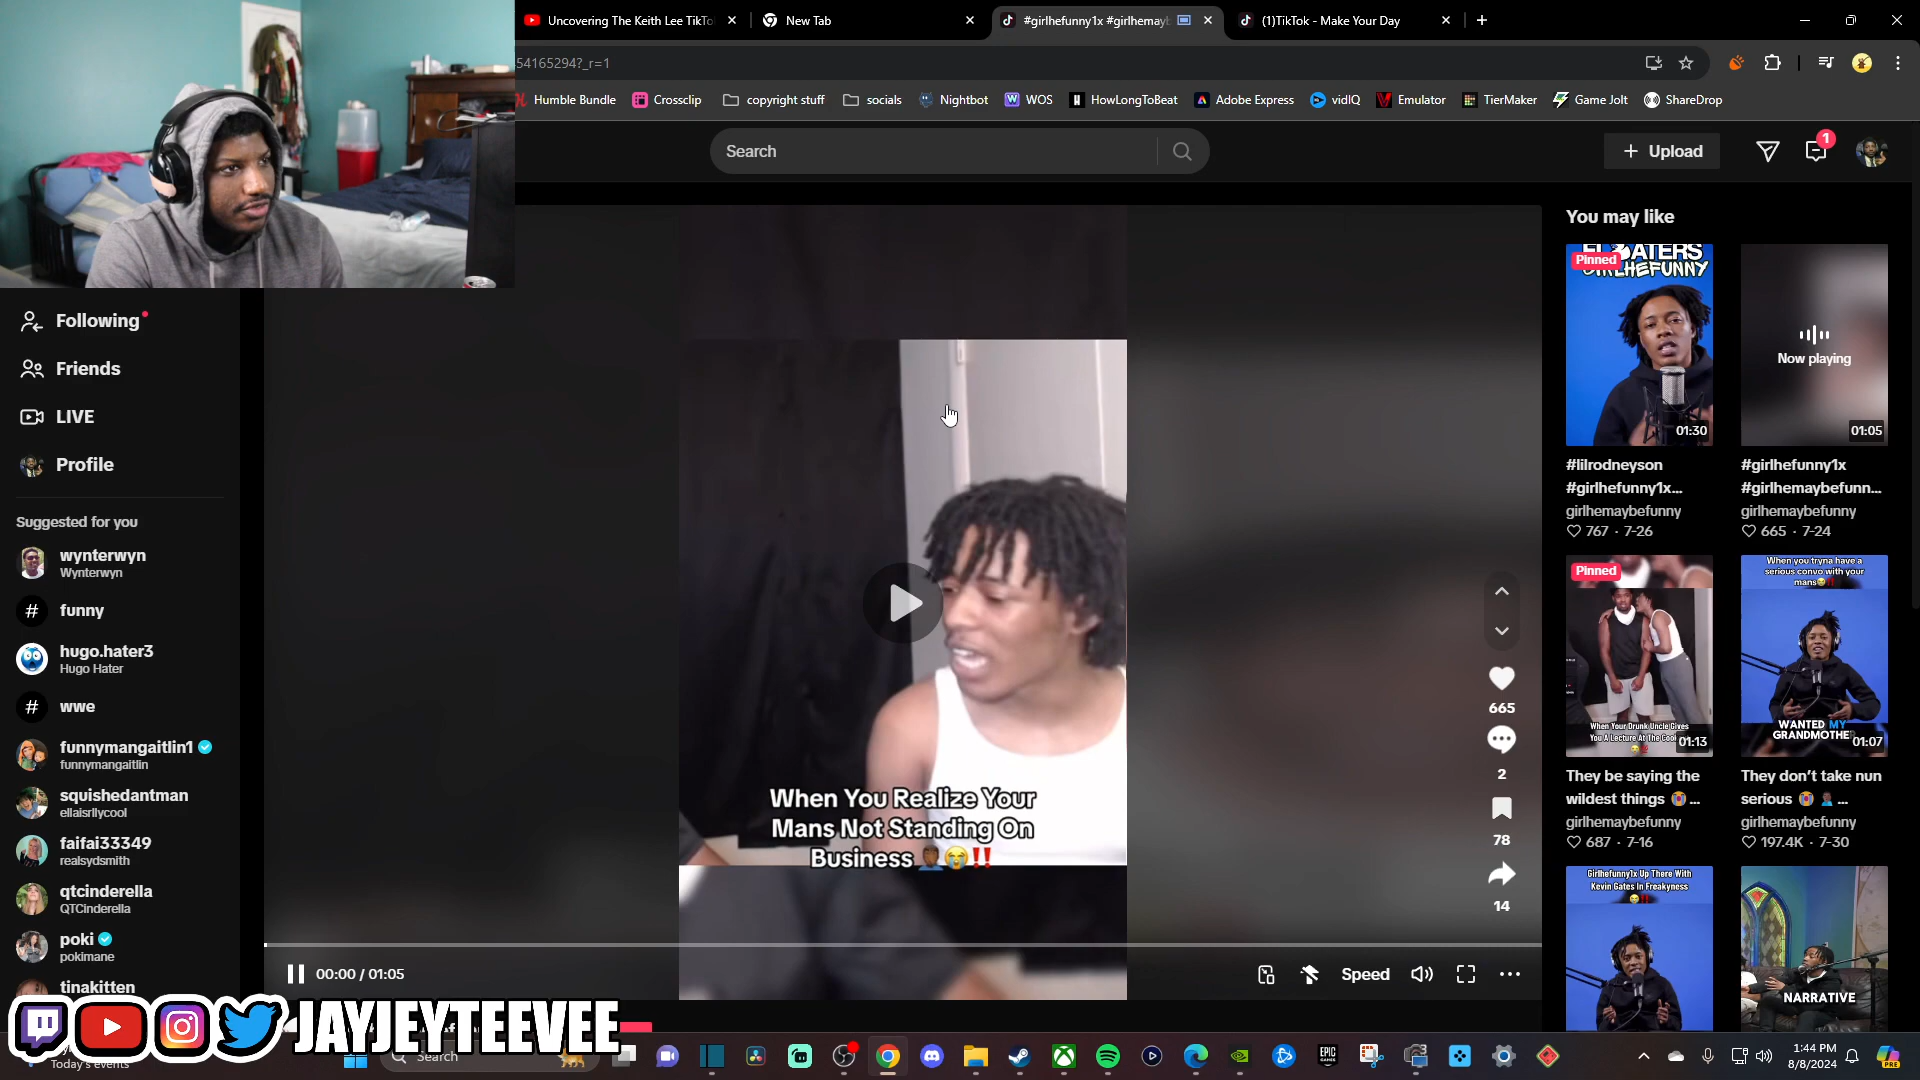 Uncovering The Keith Lee TikTo
New Tab
#girlhefunny1x #girlhemayb
(1)TikTok - Make Your Day
54165294?_r=1
Humble Bundle
Crossclip
copyright stuff
socials
Nightbot
WOS
HowLongToBeat
Adobe Express
vidIQ
Emulator
TierMaker
Game Jolt
ShareDrop
Search
Upload
1
Following
Friends
LIVE
Profile
Suggested for you
wynterwyn
Wynterwyn
# funny
hugo.hater3
Hugo Hater
# wwe
funnymangaitlin1
funnymangaitlin
squishedantman
ellaisrllycool
faifai33349
realsydsmith
qtcinderella
QTCinderella
poki
pokimane
tinakitten
When You Realize Your
Mans Not Standing On
Business 🤦🏾‍♂️😭‼️
665
2
78
14
00:00 / 01:05
Speed
You may like
Pinned
GIRLHEFUNNY
01:30
#lilrodneyson
#girlhefunny1x...
girlhemaybefunny
767 · 7-26
Now playing
01:05
#girlhefunny1x
#girlhemaybefunn...
girlhemaybefunny
665 · 7-24
Pinned
When Your Drunk Uncle Gives
You A Lecture At The
01:13
They be saying the
wildest things 😭...
girlhemaybefunny
687 · 7-16
When you tryna have a
serious convo with your
mans😭‼️
WANTED MY
GRANDMOTHE
01:07
They don't take nun
serious 😭 🤦🏾‍♂️ ...
girlhemaybefunny
197.4K · 7-30
Girlhefunny1x Up There With
Kevin Gates In Freakyness
NARRATIVE
JAYJEYTEEVEE
Today's events
Search
EPIC
GAMES
1:44 PM
8/8/2024
PRE